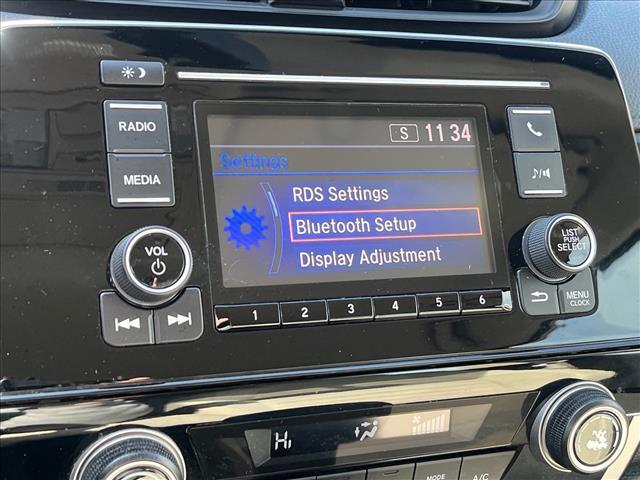 RADIO
MEDIA
VOL
S 11:34
Settings
RDS Settings
Bluetooth Setup
Display Adjustment
1 2 3 4 5 6
LIST
PUSH
SELECT
MENU
CLOCK
Hi
MODE
A/C